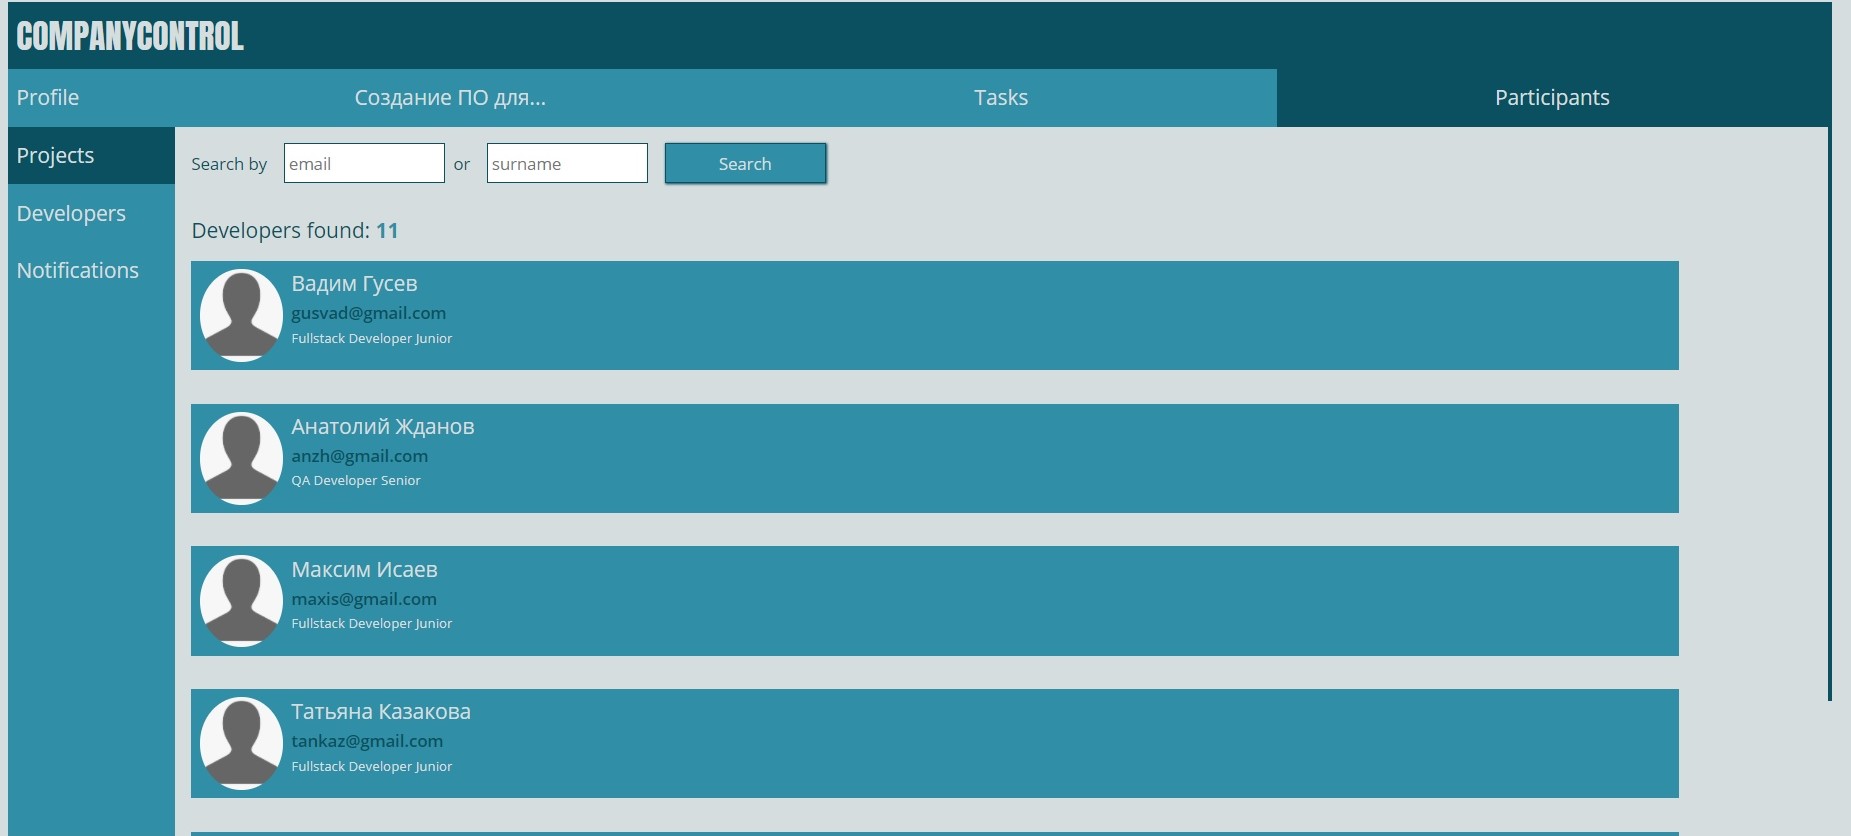 COMPANYCONTROL
Profile Создание ПО для... Tasks Participants
Projects
Developers
Notifications
Search by email or surname Search
Developers found: 11
Вадим Гусев
gusvad@gmail.com
Fullstack Developer Junior
Анатолий Жданов
anzh@gmail.com
QA Developer Senior
Максим Исаев
maxis@gmail.com
Fullstack Developer Junior
Татьяна Казакова
tankaz@gmail.com
Fullstack Developer Junior